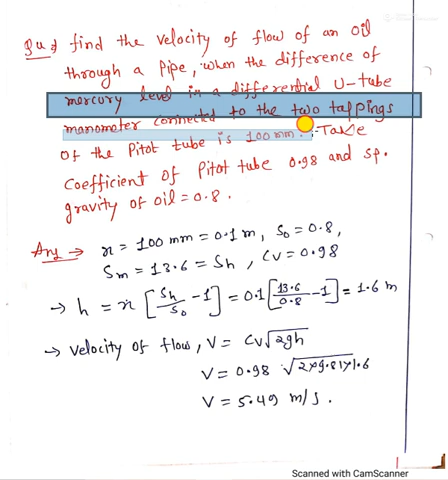 Qu→ find the velocity of flow of an oil
through a pipe, when the difference of
mercury level in a differential U-tube
manometer connected to the two tappings
of the Pitot tube is 100 mm. Take
Coefficient of Pitot tube 0.98 and sp.
gravity of oil = 0.8.
Ans → x = 100 mm = 0.1 m, So = 0.8,
Sm = 13.6 = Sh, Cv = 0.98
→ h = x [Sh/So - 1] = 0.1 [13.6/0.8 - 1] = 1.6 m
→ velocity of flow, V = Cv√2gh
V = 0.98 √2×9.81×1.6
V = 5.49 m/s.
Scanned with CamScanner